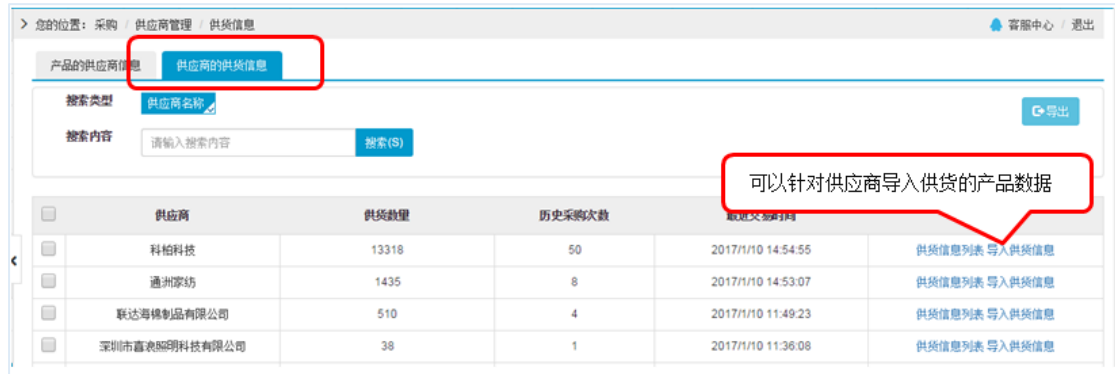 > 您的位置： 采购 / 供应商管理 / 供货信息 客服中心 / 退出
产品的供应商信息 供应商的供货信息
搜索类型 供应商名称 导出
搜索内容 请输入搜索内容 搜索(S)
可以针对供应商导入供货的产品数据
供应商 供货数量 历史采购次数 最近交易时间
科柏科技 13318 50 2017/1/10 14:54:55 供货信息列表 导入供货信息
通洲家纺 1435 8 2017/1/10 14:53:07 供货信息列表 导入供货信息
联达海绵制品有限公司 510 4 2017/1/10 11:49:23 供货信息列表 导入供货信息
深圳市喜浪照明科技有限公司 38 1 2017/1/10 11:36:08 供货信息列表 导入供货信息